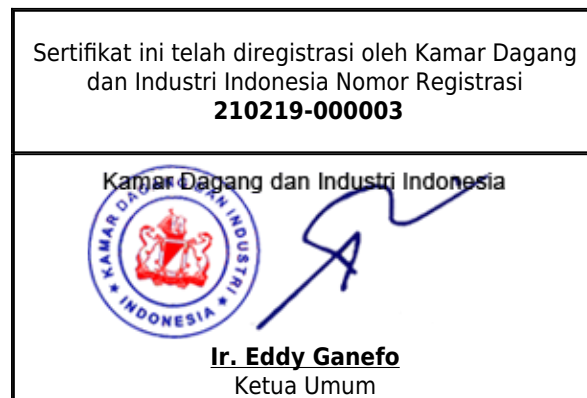 Sertifikat ini telah diregistrasi oleh Kamar Dagang
dan Industri Indonesia Nomor Registrasi
210219-000003
Kamar Dagang dan Industri Indonesia
KAMAR DAGANG DAN INDUSTRI
INDONESIA
Ir. Eddy Ganefo
Ketua Umum